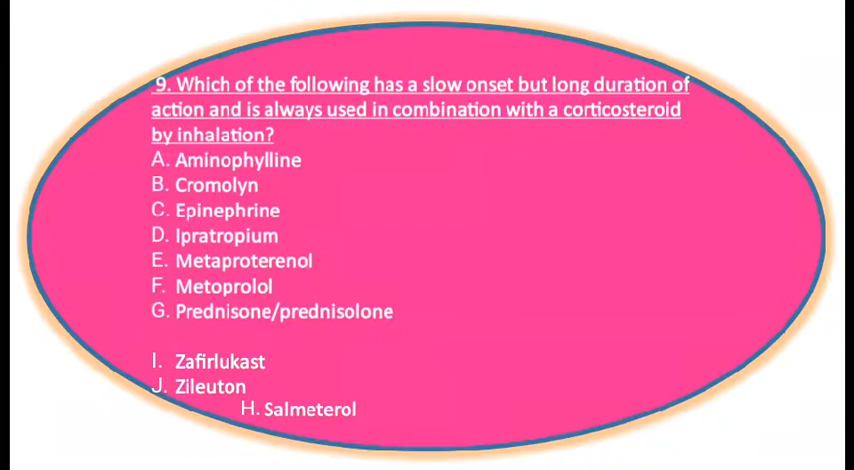 9. Which of the following has a slow onset but long duration of
action and is always used in combination with a corticosteroid
by inhalation?
A. Aminophylline
B. Cromolyn
C. Epinephrine
D. Ipratropium
E. Metaproterenol
F. Metoprolol
G. Prednisone/prednisolone
I. Zafirlukast
J. Zileuton
H. Salmeterol